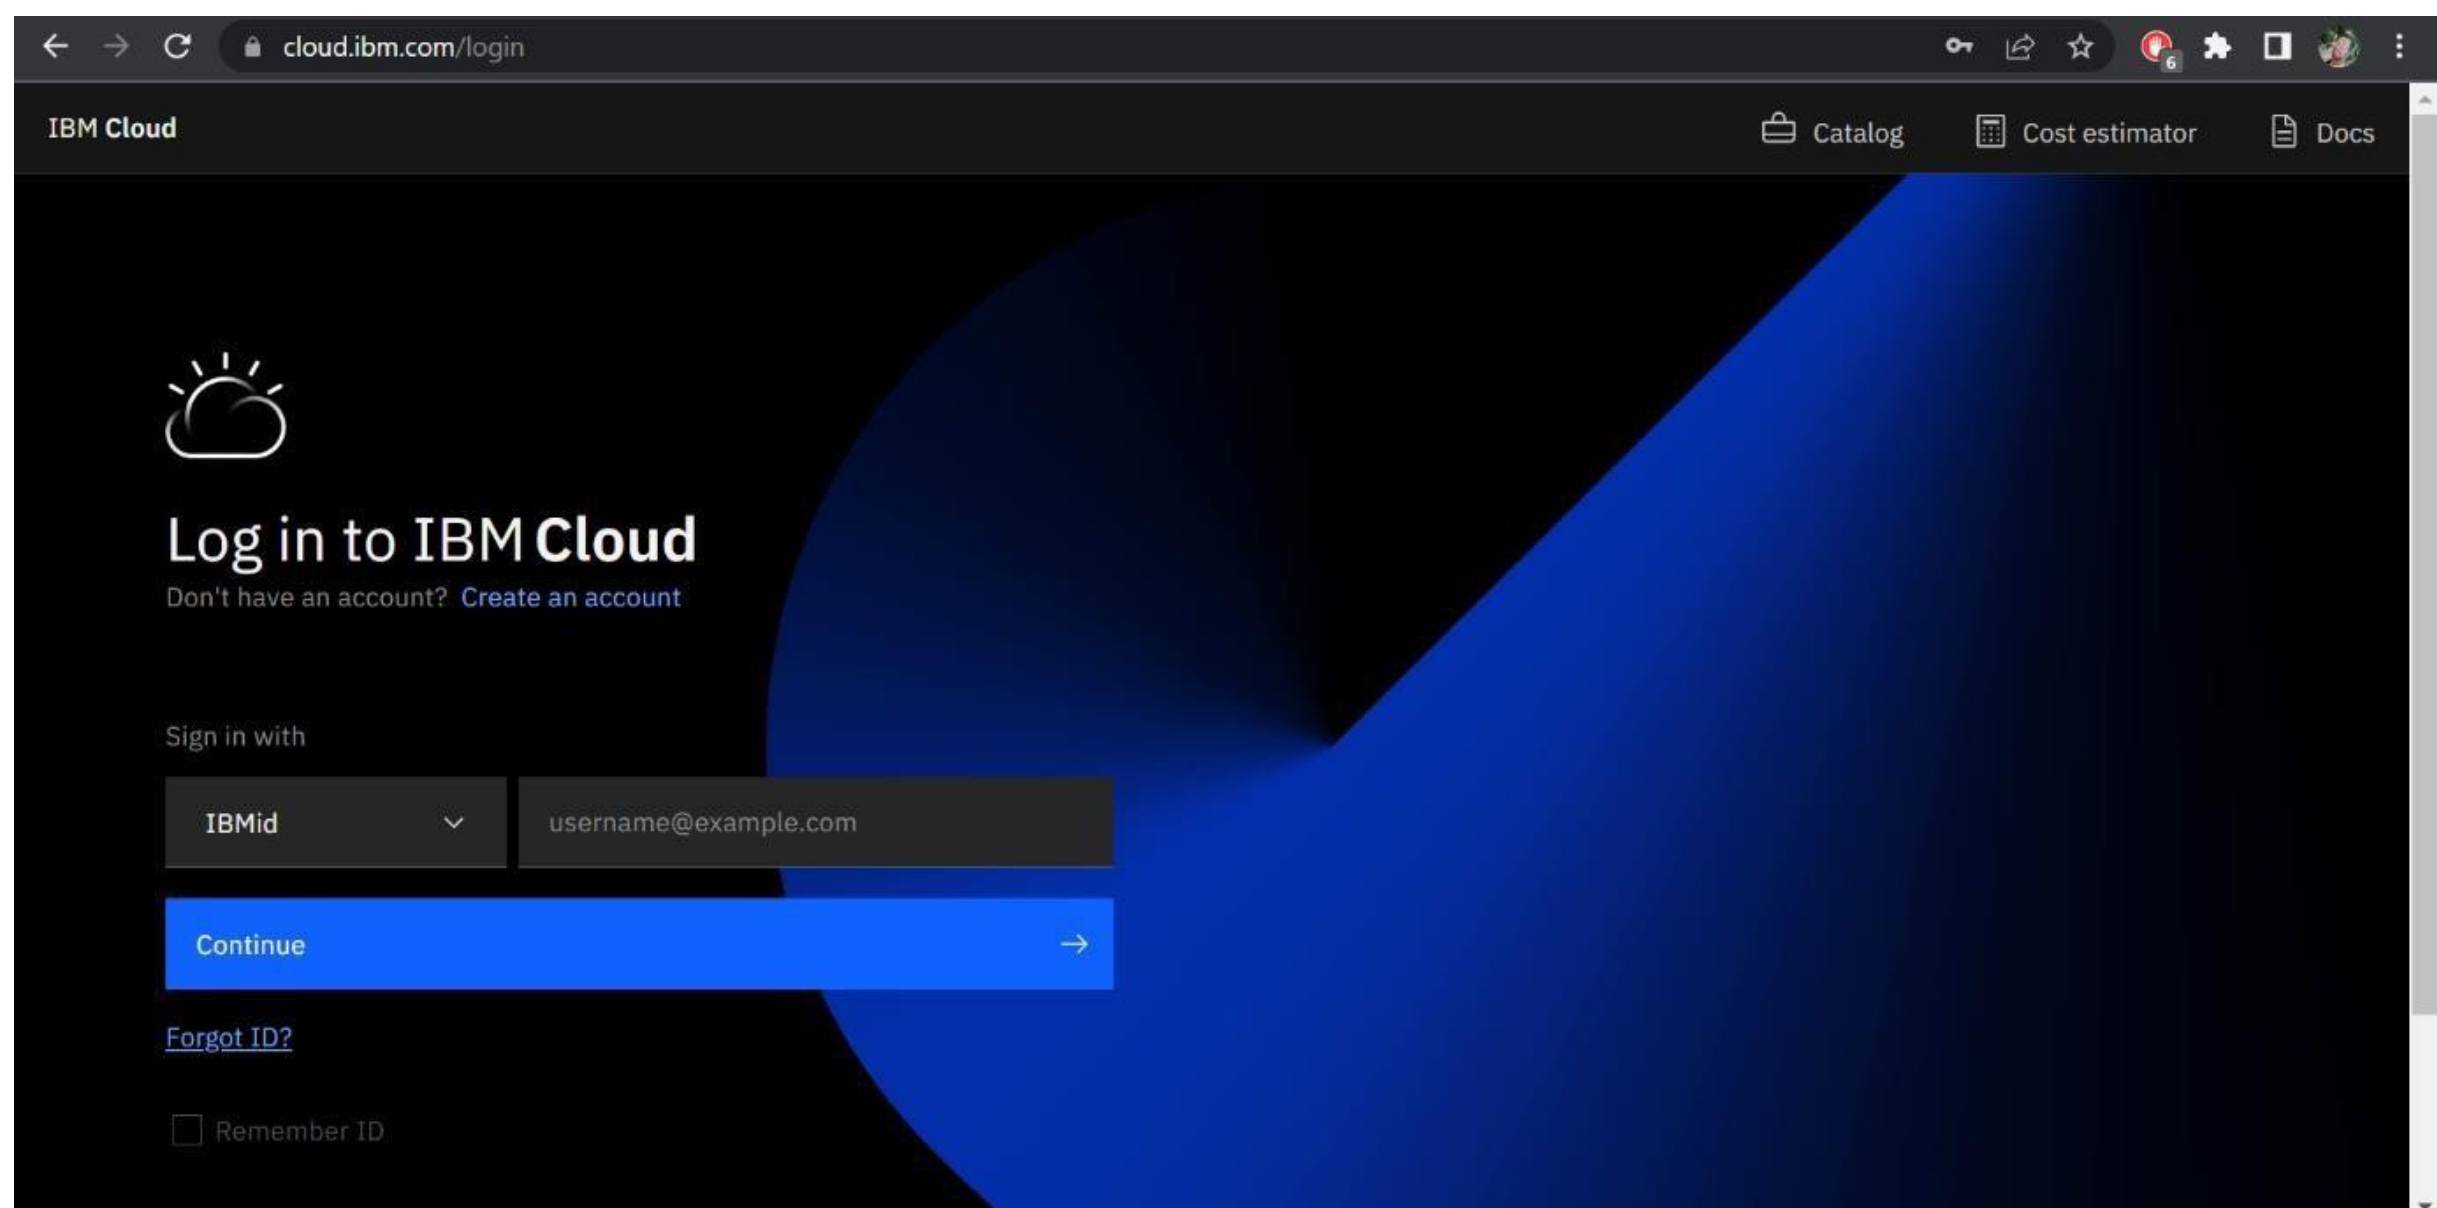 cloud.ibm.com/login
6
IBM Cloud
Catalog
Cost estimator
Docs
Log in to IBM Cloud
Don't have an account? Create an account
Sign in with
IBMid
username@example.com
Continue
Forgot ID?
Remember ID